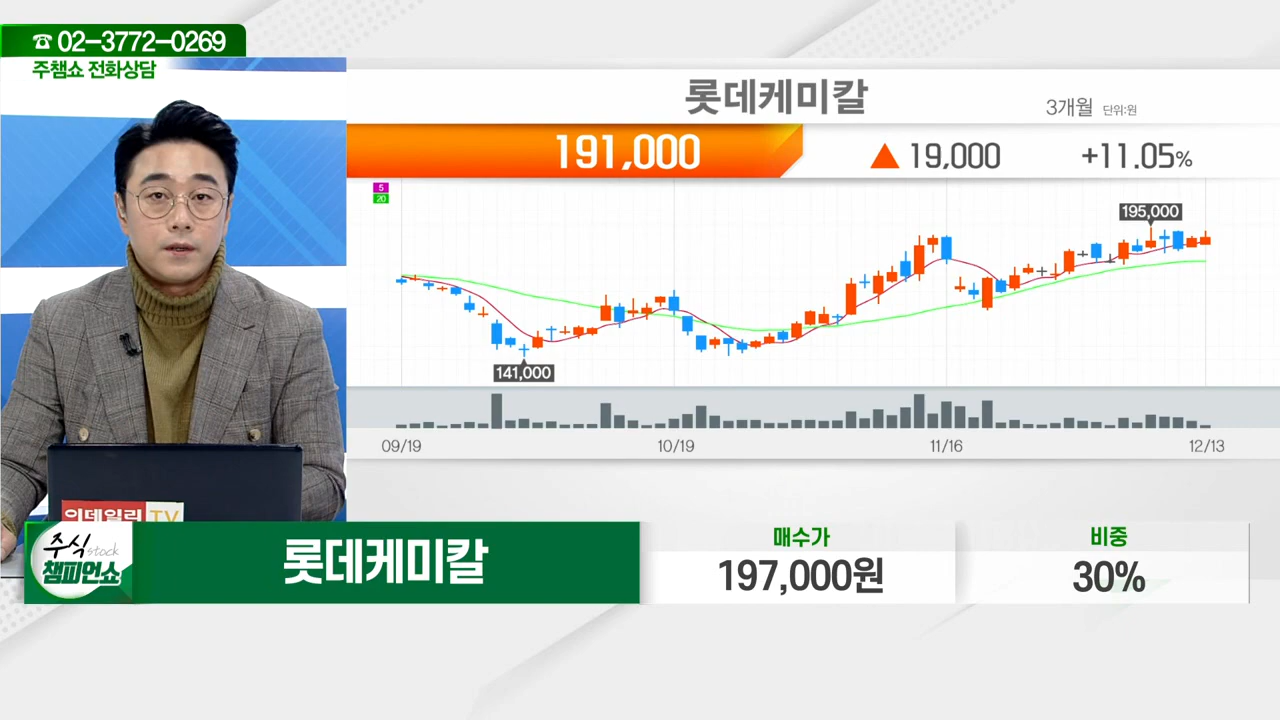 ☎ 02-3772-0269
주챔쇼 전화상담
롯데케미칼
3개월 단위:원
191,000
▲ 19,000
+11.05%
5
20
195,000
141,000
09/19
10/19
11/16
12/13
이데일리 TV
주식 stock
챔피언쇼
롯데케미칼
매수가
197,000원
비중
30%